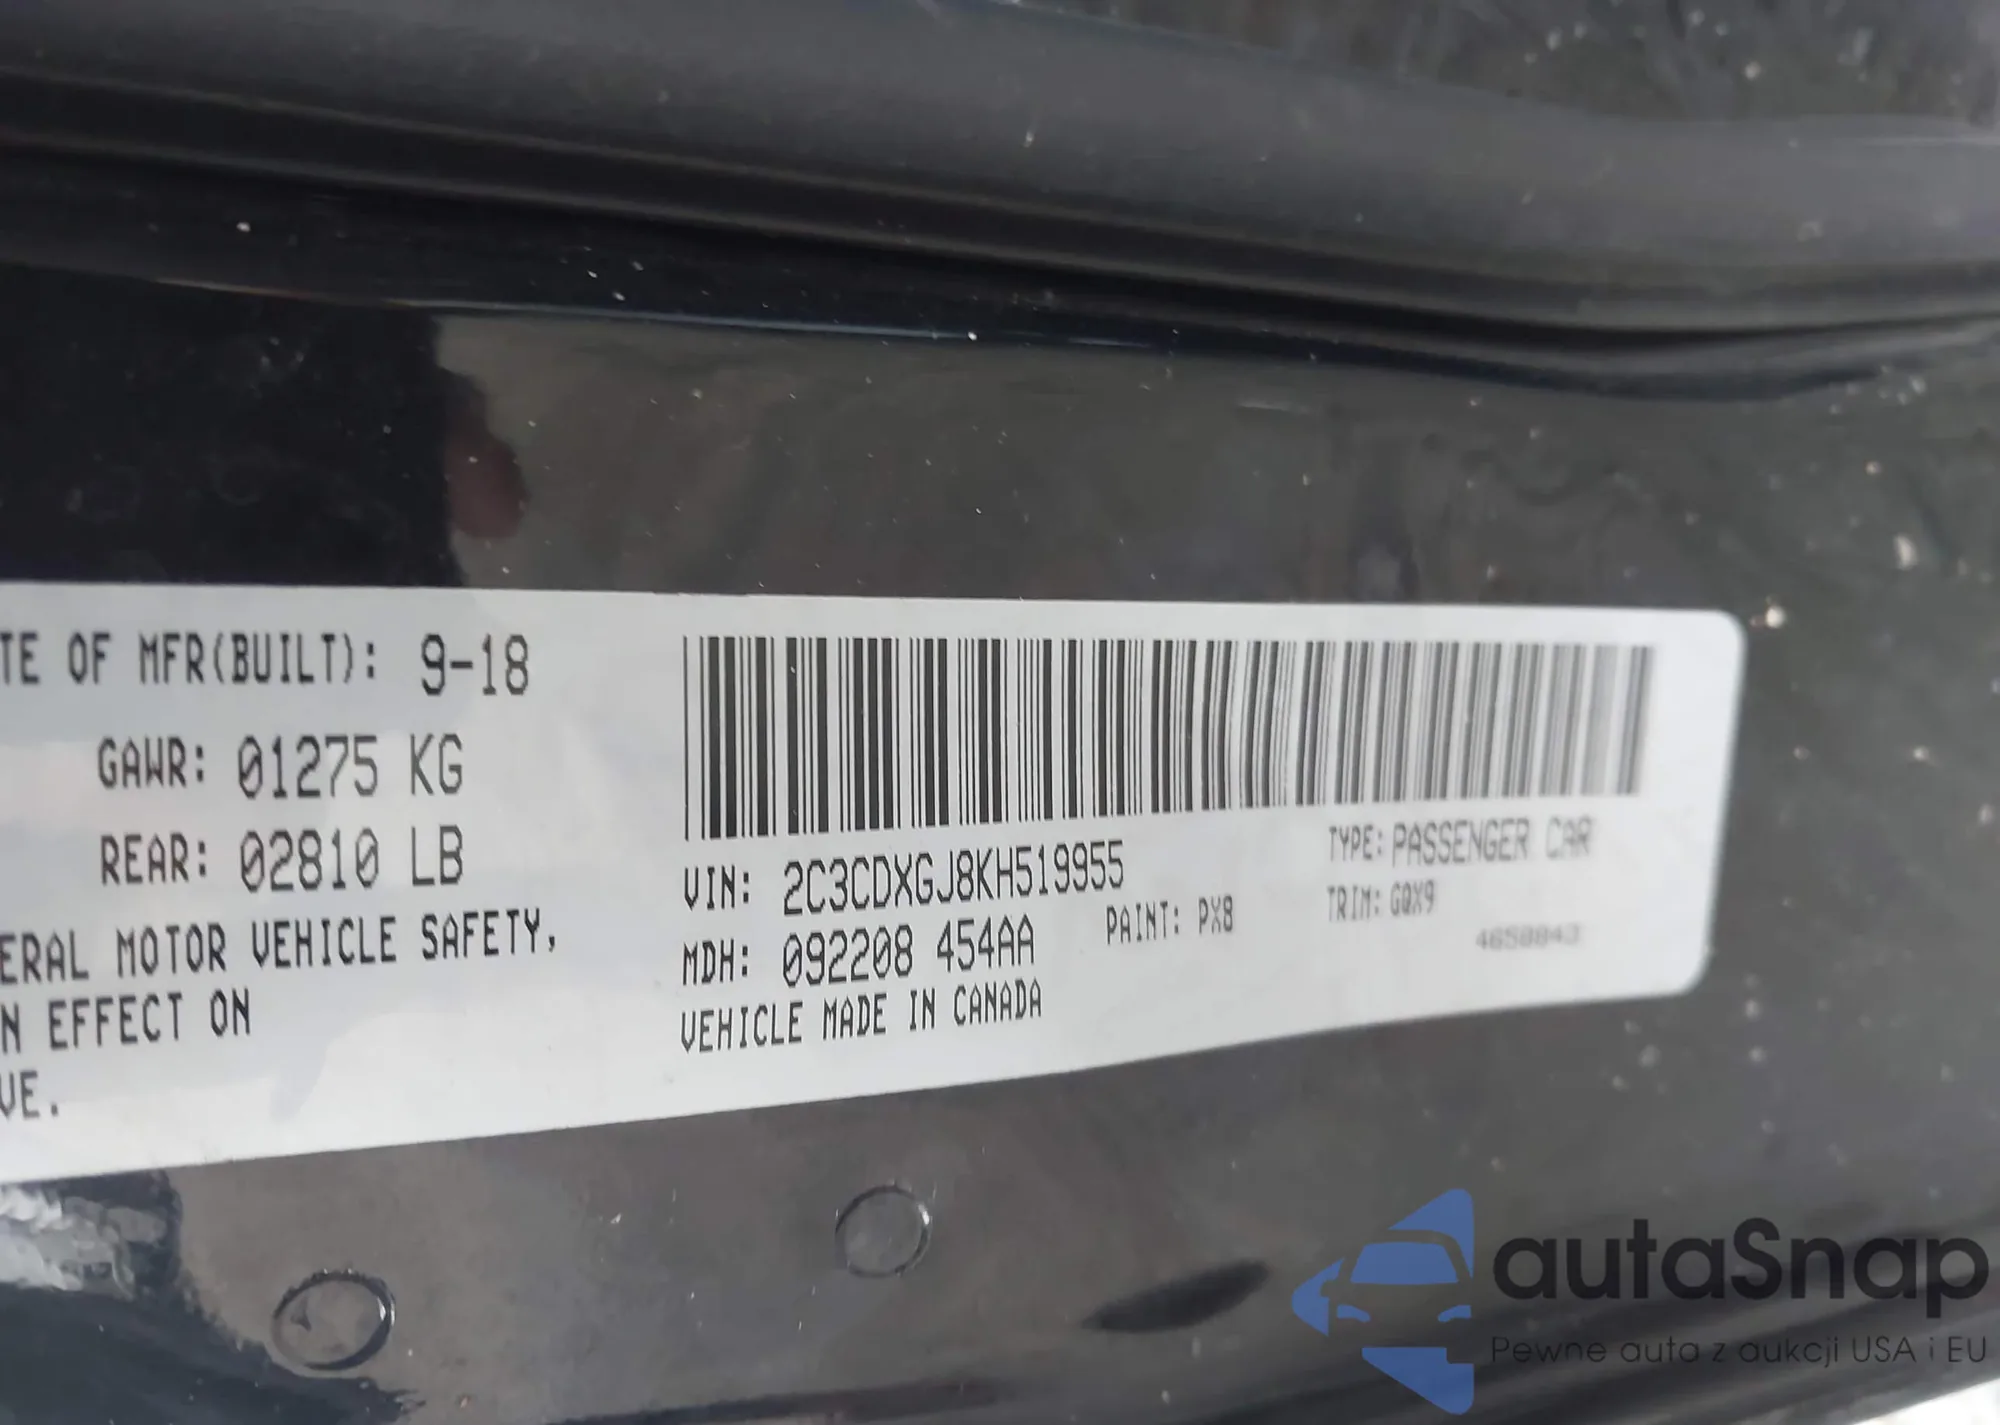 TE OF MFR(BUILT): 9-18
GAWR: 01275 KG
REAR: 02810 LB
ERAL MOTOR VEHICLE SAFETY,
N EFFECT ON
VE.
VIN: 2C3CDXGJ8KH519955
TYPE: PASSENGER CAR
MDH: 092208 454AA
PAINT: PX8
TRIM: GQX9
VEHICLE MADE IN CANADA
autaSnap
Pewne auta z aukcji USA i EU